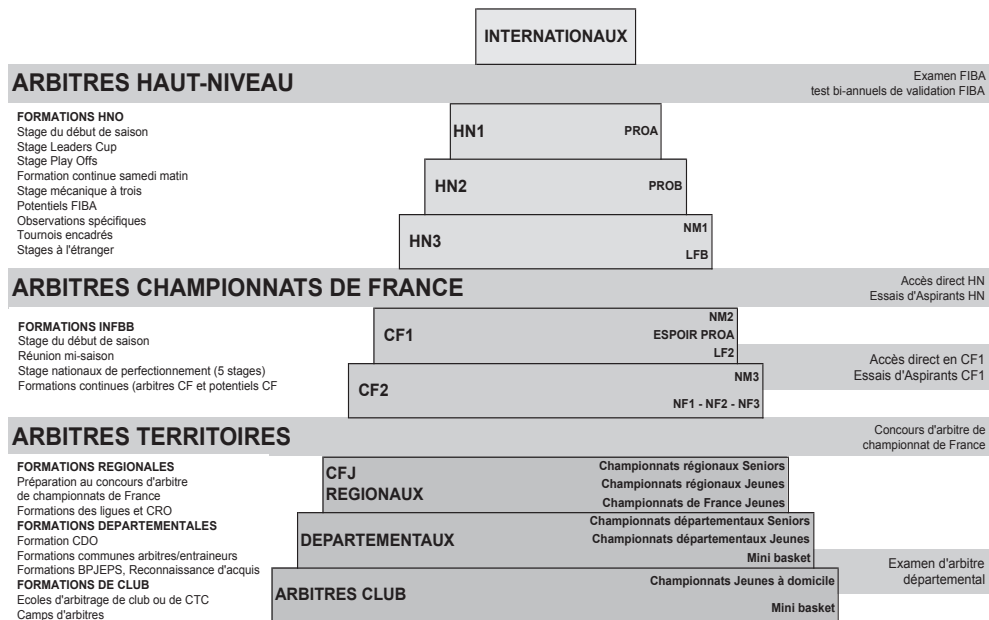 INTERNATIONAUX
ARBITRES HAUT-NIVEAU
Examen FIBA
test bi-annuels de validation FIBA
FORMATIONS HNO
Stage du début de saison
Stage Leaders Cup
Stage Play Offs
Formation continue samedi matin
Stage mécanique à trois
Potentiels FIBA
Observations spécifiques
Tournois encadrés
Stages à l'étranger
HN1
PROA
HN2
PROB
HN3
NM1
LFB
ARBITRES CHAMPIONNATS DE FRANCE
Accès direct HN
Essais d'Aspirants HN
FORMATIONS INFBB
Stage du début de saison
Réunion mi-saison
Stage nationaux de perfectionnement (5 stages)
Formations continues (arbitres CF et potentiels CF
CF1
NM2
ESPOIR PROA
LF2
Accès direct en CF1
Essais d'Aspirants CF1
CF2
NM3
NF1 - NF2 - NF3
ARBITRES TERRITOIRES
Concours d'arbitre de
championnat de France
FORMATIONS REGIONALES
Préparation au concours d'arbitre
de championnats de France
Formations des ligues et CRO
FORMATIONS DEPARTEMENTALES
Formation CDO
Formations communes arbitres/entraineurs
Formations BPJEPS, Reconnaissance d'acquis
FORMATIONS DE CLUB
Ecoles d'arbitrage de club ou de CTC
Camps d'arbitres
CFJ
REGIONAUX
Championnats régionaux Seniors
Championnats régionaux Jeunes
Championnats de France Jeunes
DEPARTEMENTAUX
Championnats départementaux Seniors
Championnats départementaux Jeunes
Mini basket
Examen d'arbitre
départemental
ARBITRES CLUB
Championnats Jeunes à domicile
Mini basket